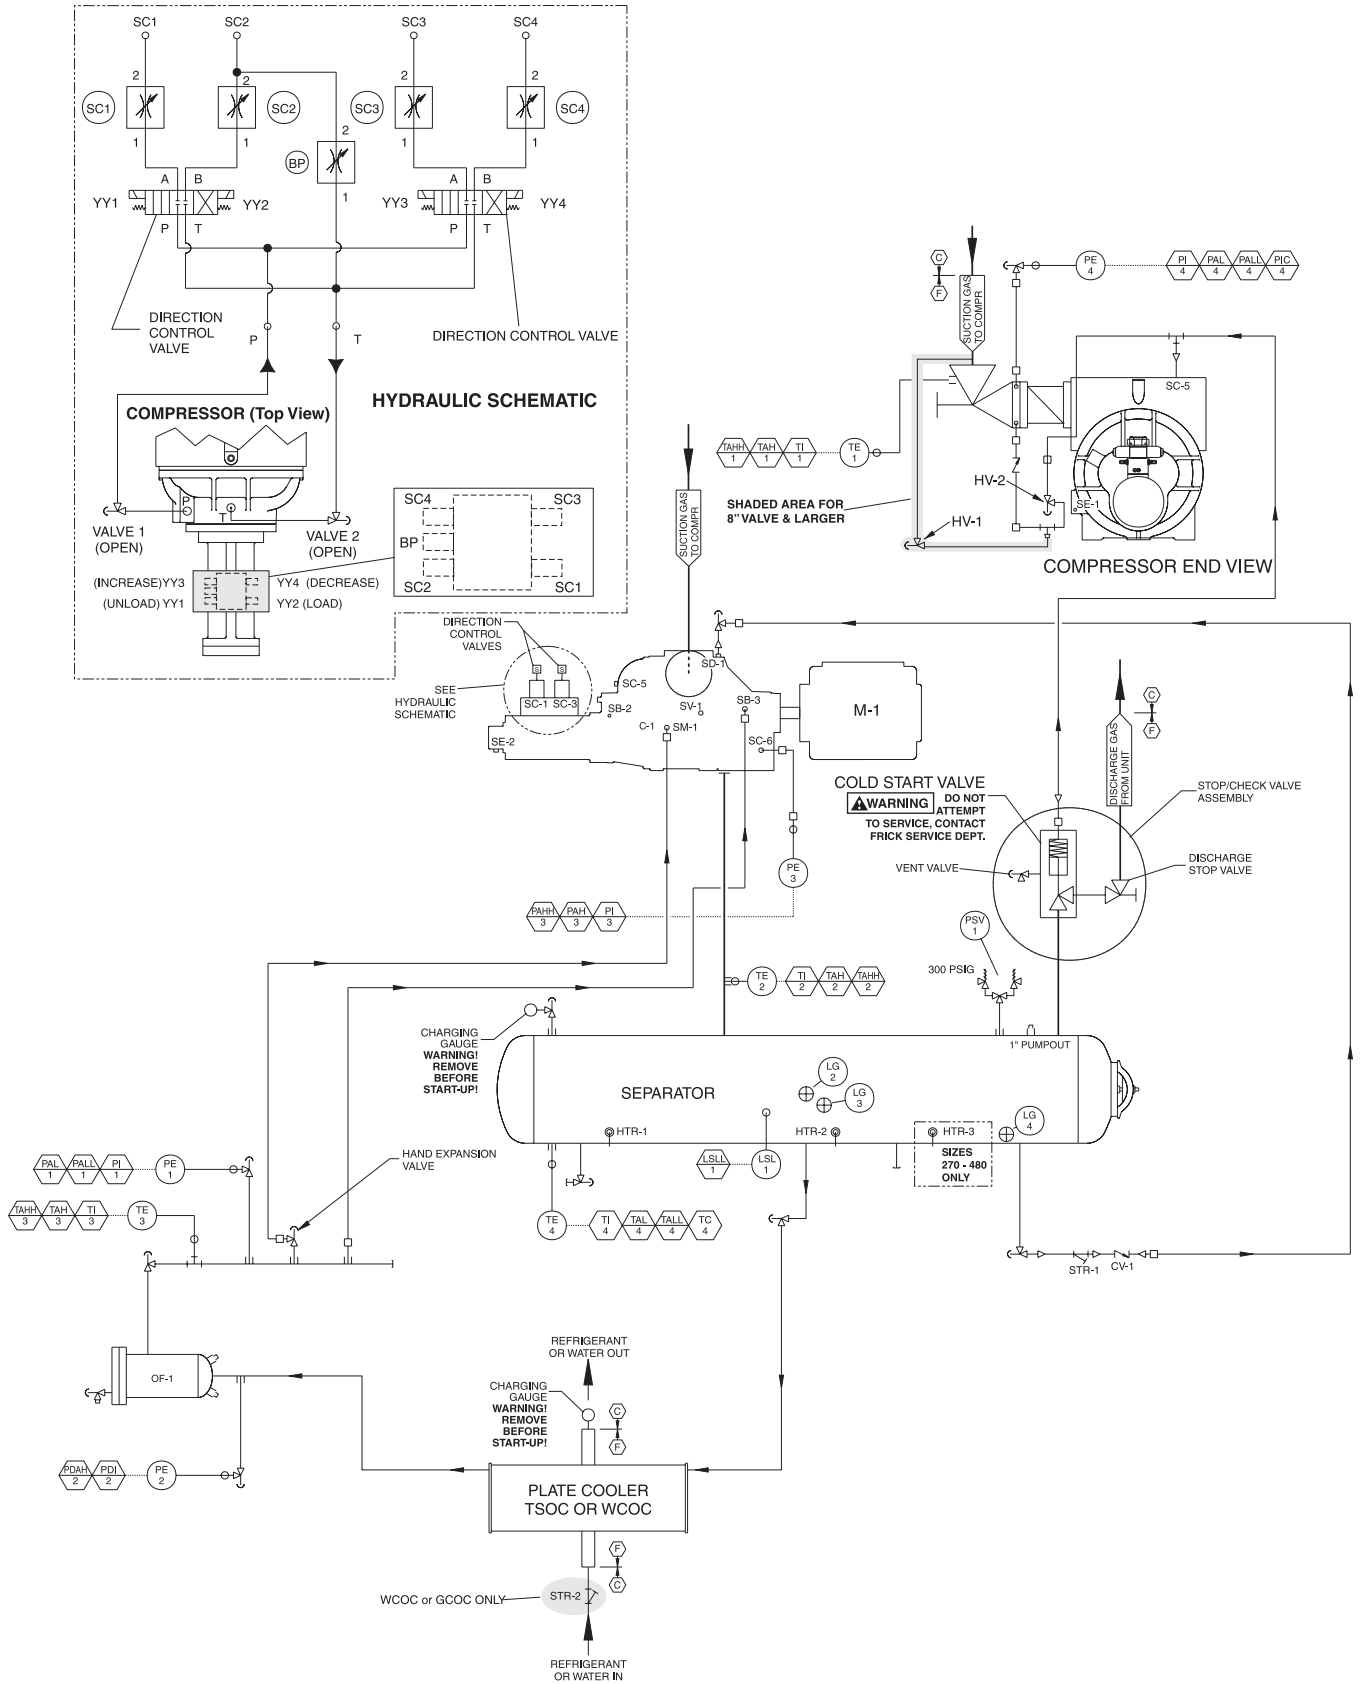 SC1
SC2
SC3
SC4
2
2
2
2
SC1
SC2
SC3
SC4
1
1
1
1
2
BP
1
A B
A B
YY1
YY2
YY3
YY4
P T
P T
DIRECTION
CONTROL
VALVE
P
T
DIRECTION CONTROL VALVE
COMPRESSOR (Top View)
HYDRAULIC SCHEMATIC
P
T
VALVE 1
(OPEN)
VALVE 2
(OPEN)
SC4
SC3
BP
SC2
SC1
(INCREASE)YY3
YY4 (DECREASE)
(UNLOAD) YY1
YY2 (LOAD)
C
F
SUCTION GAS
TO COMPR
PE
4
PI
4
PAL
4
PALL
4
PIC
4
SC-5
TAHH
1
TAH
1
TI
1
TE
1
HV-2
SE-1
SHADED AREA FOR
8" VALVE & LARGER
HV-1
COMPRESSOR END VIEW
SUCTION GAS
TO COMPR
DIRECTION
CONTROL
VALVES
S
S
SEE
HYDRAULIC
SCHEMATIC
SC-1
SC-3
SC-5
SB-2
SD-1
SV-1
SB-3
C-1
SM-1
SC-6
SE-2
M-1
C
F
DISCHARGE GAS
FROM UNIT
COLD START VALVE
WARNING
DO NOT
ATTEMPT
TO SERVICE, CONTACT
FRICK SERVICE DEPT.
STOP/CHECK VALVE
ASSEMBLY
VENT VALVE
DISCHARGE
STOP VALVE
PE
3
PAHH
3
PAH
3
PI
3
PSV
1
300 PSIG
TE
2
TI
2
TAH
2
TAHH
2
CHARGING
GAUGE
WARNING!
REMOVE
BEFORE
START-UP!
1" PUMPOUT
SEPARATOR
LG
2
LG
3
LG
4
HTR-1
HTR-2
HTR-3
SIZES
270 - 480
ONLY
LSLL
1
LSL
1
PAL
1
PALL
1
PI
1
PE
1
HAND EXPANSION
VALVE
TAHH
3
TAH
3
TI
3
TE
3
TE
4
TI
4
TAL
4
TALL
4
TC
4
STR-1
CV-1
OF-1
REFRIGERANT
OR WATER OUT
CHARGING
GAUGE
WARNING!
REMOVE
BEFORE
START-UP!
C
F
PDAH
2
PDI
2
PE
2
PLATE COOLER
TSOC OR WCOC
F
C
WCOC or GCOC ONLY
STR-2
REFRIGERANT
OR WATER IN